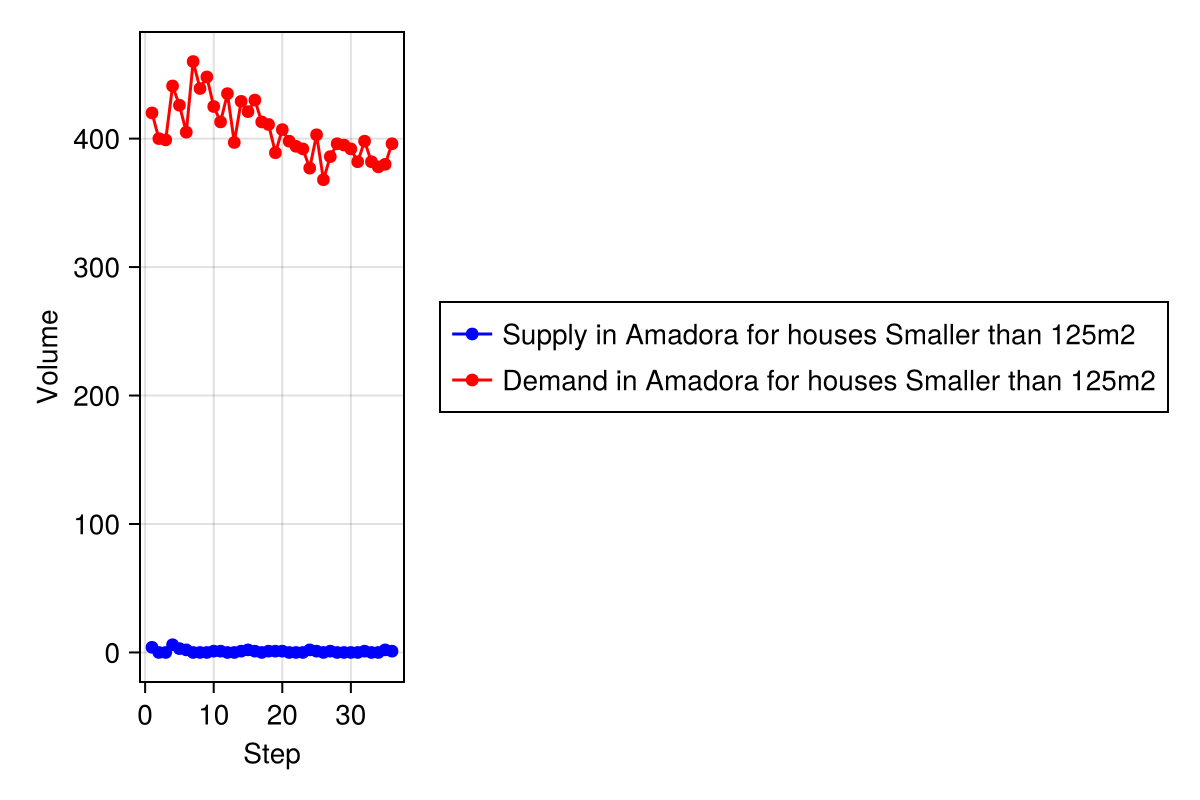 400
300
200
100
0
Volume
0 10 20 30
Step
Supply in Amadora for houses Smaller than 125m2
Demand in Amadora for houses Smaller than 125m2